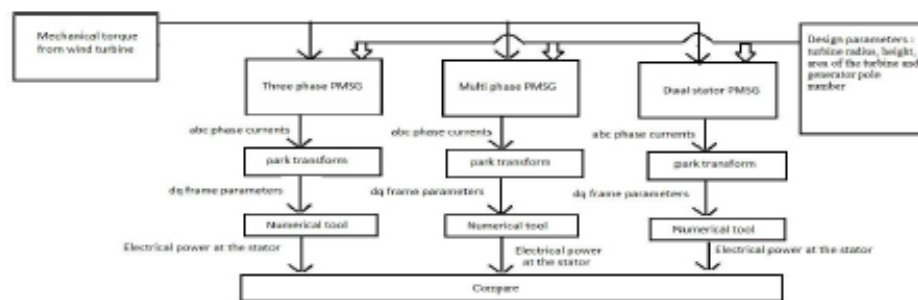 Mechanical torque
from wind turbine
Design parameters :
turbine radius, height,
area of the turbine and
generator pole
number
Three phase PMSG
Multi phase PMSG
Dual stator PMSG
abc phase currents
abc phase currents
abc phase currents
park transform
park transform
park transform
dq frame parameters
dq frame parameters
dq frame parameters
Numerical tool
Numerical tool
Numerical tool
Electrical power at the stator
Electrical power
at the stator
Electrical power at the stator
Compare